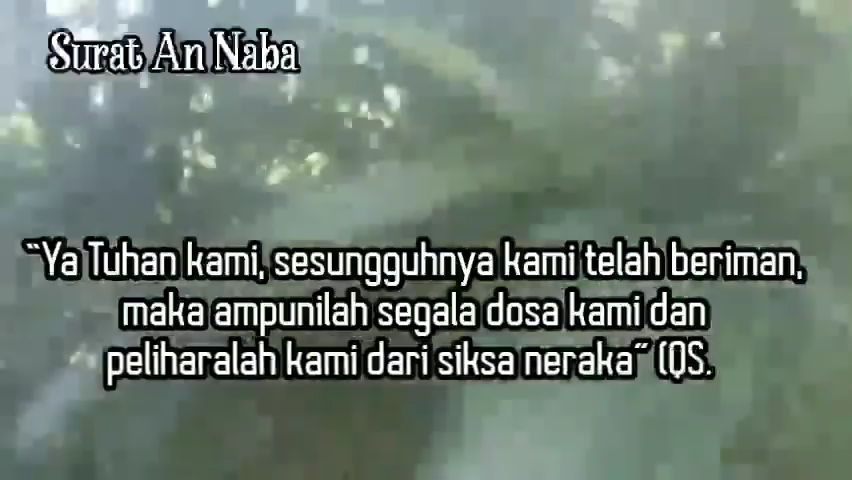 Surat An Naba
“Ya Tuhan kami, sesungguhnya kami telah beriman,
maka ampunilah segala dosa kami dan
peliharalah kami dari siksa neraka” (QS.